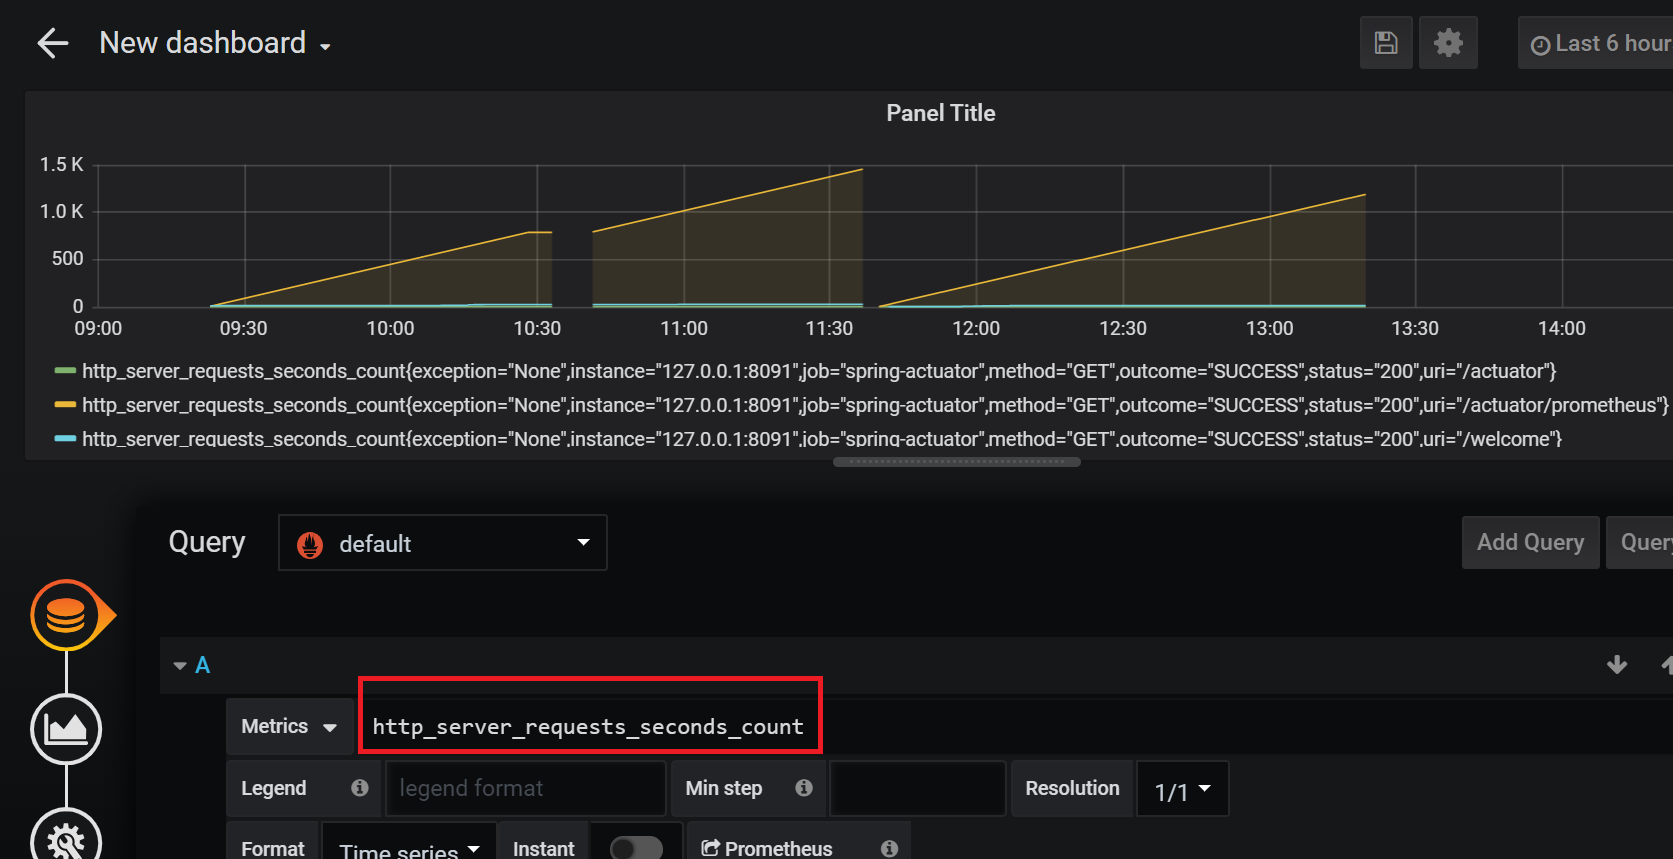 New dashboard
Last 6 hour
Panel Title
1.5 K
1.0 K
500
0
09:00 09:30 10:00 10:30 11:00 11:30 12:00 12:30 13:00 13:30 14:00
http_server_requests_seconds_count{exception="None",instance="127.0.0.1:8091",job="spring-actuator",method="GET",outcome="SUCCESS",status="200",uri="/actuator"}
http_server_requests_seconds_count{exception="None",instance="127.0.0.1:8091",job="spring-actuator",method="GET",outcome="SUCCESS",status="200",uri="/actuator/prometheus"}
http_server_requests_seconds_count{exception="None",instance="127.0.0.1:8091",job="spring-actuator",method="GET",outcome="SUCCESS",status="200",uri="/welcome"}
Query default Add Query Query
A
Metrics http_server_requests_seconds_count
Legend legend format Min step Resolution 1/1
Format Time series Instant Prometheus